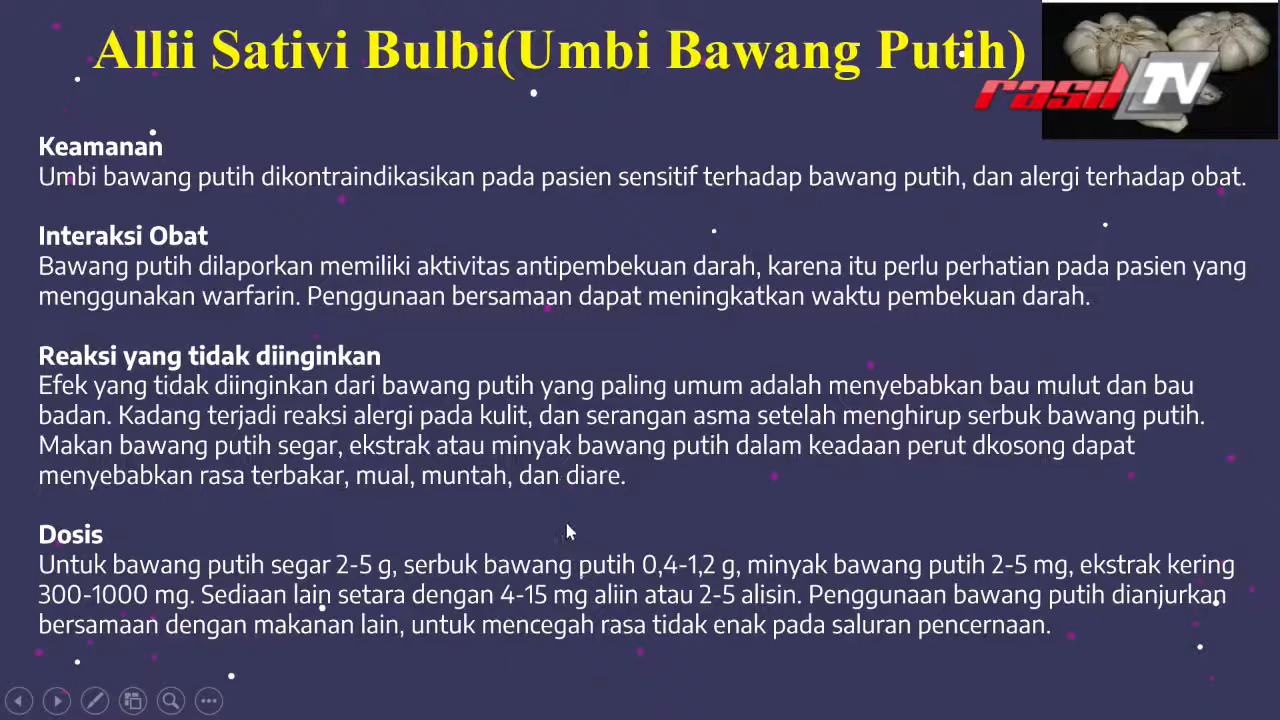 Allii Sativi Bulbi(Umbi Bawang Putih)
rasil TV
Keamanan
Umbi bawang putih dikontraindikasikan pada pasien sensitif terhadap bawang putih, dan alergi terhadap obat.
Interaksi Obat
Bawang putih dilaporkan memiliki aktivitas antipembekuan darah, karena itu perlu perhatian pada pasien yang
menggunakan warfarin. Penggunaan bersamaan dapat meningkatkan waktu pembekuan darah.
Reaksi yang tidak diinginkan
Efek yang tidak diinginkan dari bawang putih yang paling umum adalah menyebabkan bau mulut dan bau
badan. Kadang terjadi reaksi alergi pada kulit, dan serangan asma setelah menghirup serbuk bawang putih.
Makan bawang putih segar, ekstrak atau minyak bawang putih dalam keadaan perut dkosong dapat
menyebabkan rasa terbakar, mual, muntah, dan diare.
Dosis
Untuk bawang putih segar 2-5 g, serbuk bawang putih 0,4-1,2 g, minyak bawang putih 2-5 mg, ekstrak kering
300-1000 mg. Sediaan lain setara dengan 4-15 mg aliin atau 2-5 alisin. Penggunaan bawang putih dianjurkan
bersamaan dengan makanan lain, untuk mencegah rasa tidak enak pada saluran pencernaan.